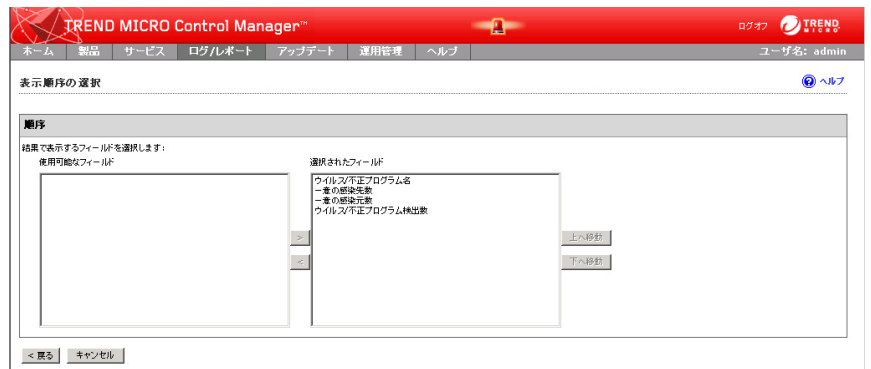 TREND MICRO Control Manager™
ログオフ
TREND MICRO
ホーム 製品 サービス ログ/レポート アップデート 運用管理 ヘルプ ユーザ名: admin
表示順序の選択
ヘルプ
順序
結果で表示するフィールドを選択します:
使用可能なフィールド 選択されたフィールド
ウイルス/不正プログラム名
一意の感染先数
一意の感染元数
ウイルス/不正プログラム検出数
> 上へ移動
< 下へ移動
< 戻る キャンセル